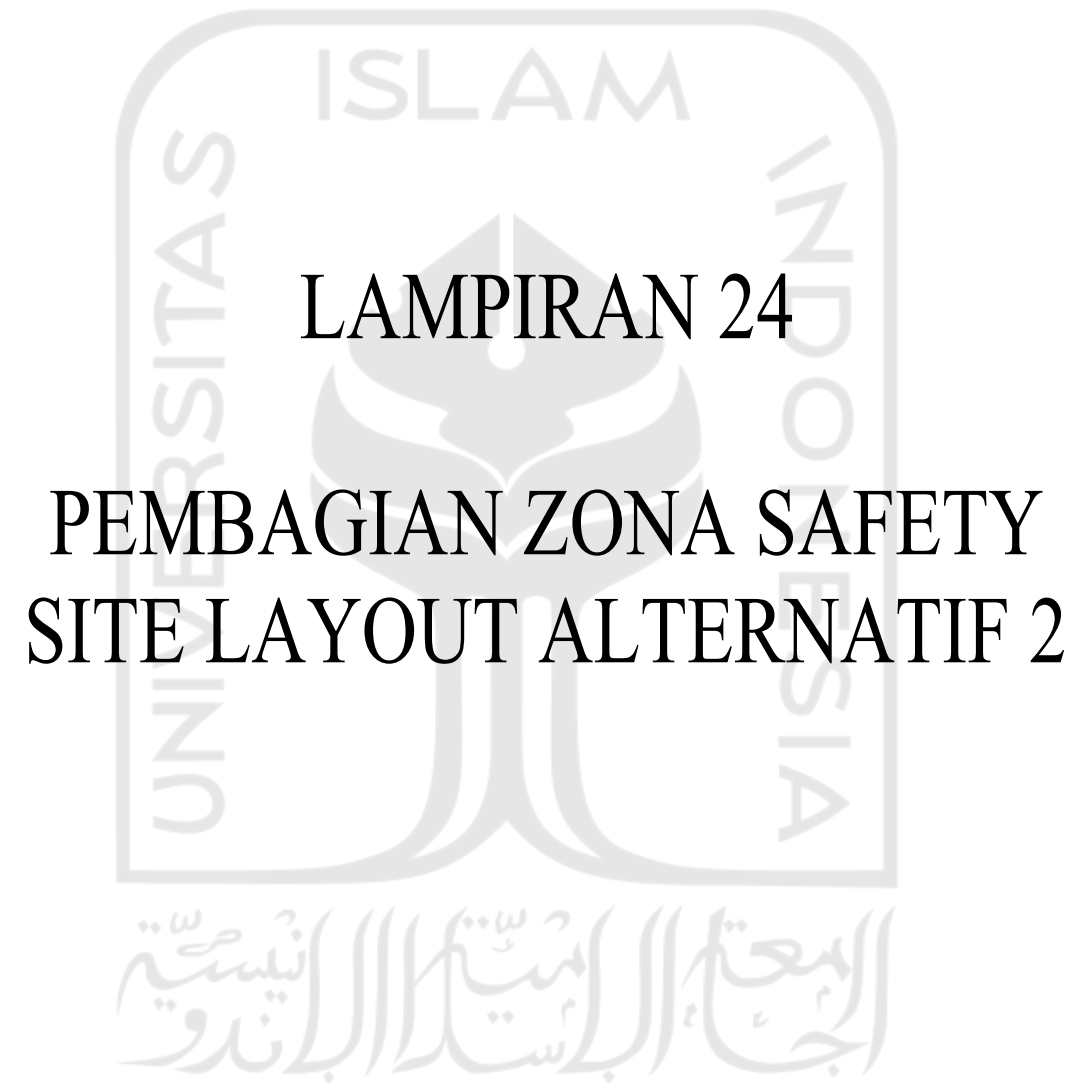 ISLAM
UNIVERSITAS
INDONESIA
LAMPIRAN 24
PEMBAGIAN ZONA SAFETY
SITE LAYOUT ALTERNATIF 2